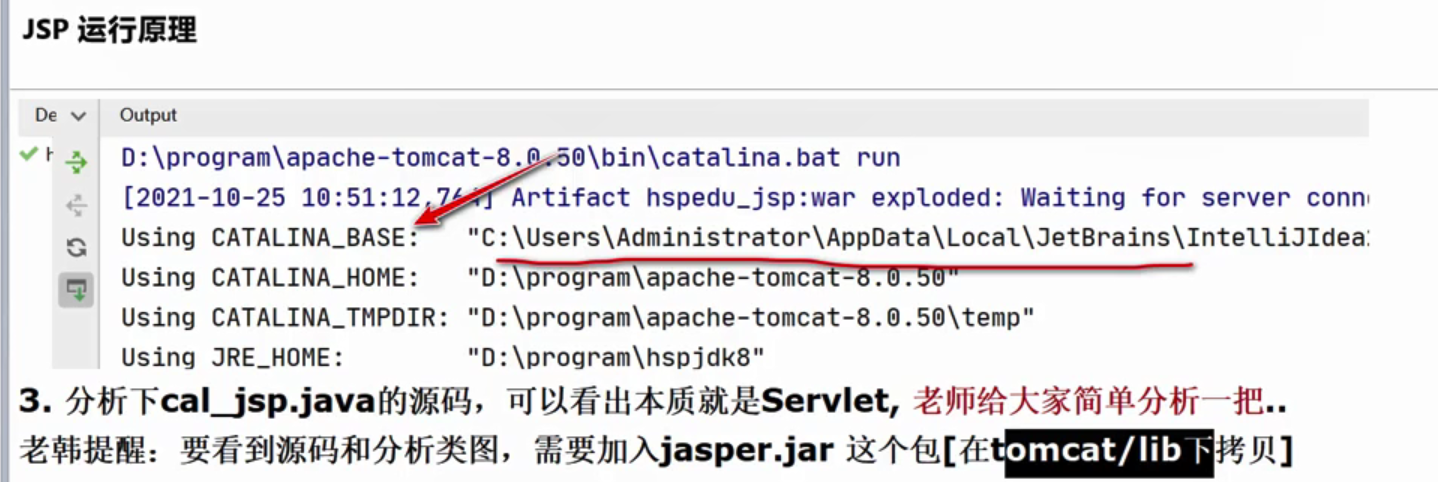 JSP 运行原理
De Output
D:\program\apache-tomcat-8.0.50\bin\catalina.bat run
[2021-10-25 10:51:12,764] Artifact hspedu_jsp:war exploded: Waiting for server conn
Using CATALINA_BASE: "C:\Users\Administrator\AppData\Local\JetBrains\IntelliJIdea
Using CATALINA_HOME: "D:\program\apache-tomcat-8.0.50"
Using CATALINA_TMPDIR: "D:\program\apache-tomcat-8.0.50\temp"
Using JRE_HOME: "D:\program\hspjdk8"
3. 分析下cal_jsp.java的源码，可以看出本质就是Servlet, 老师给大家简单分析一把..
老韩提醒：要看到源码和分析类图，需要加入jasper.jar 这个包[在tomcat/lib下拷贝]